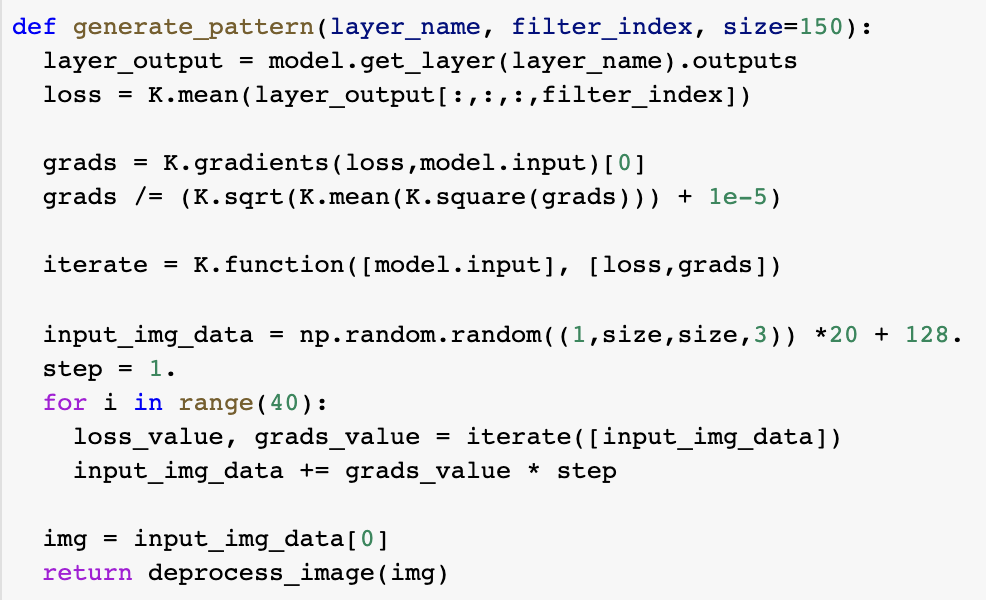 def generate_pattern(layer_name, filter_index, size=150):
  layer_output = model.get_layer(layer_name).outputs
  loss = K.mean(layer_output[:,:,:,filter_index])

  grads = K.gradients(loss,model.input)[0]
  grads /= (K.sqrt(K.mean(K.square(grads))) + 1e-5)

  iterate = K.function([model.input], [loss,grads])

  input_img_data = np.random.random((1,size,size,3)) *20 + 128.
  step = 1.
  for i in range(40):
    loss_value, grads_value = iterate([input_img_data])
    input_img_data += grads_value * step

  img = input_img_data[0]
  return deprocess_image(img)